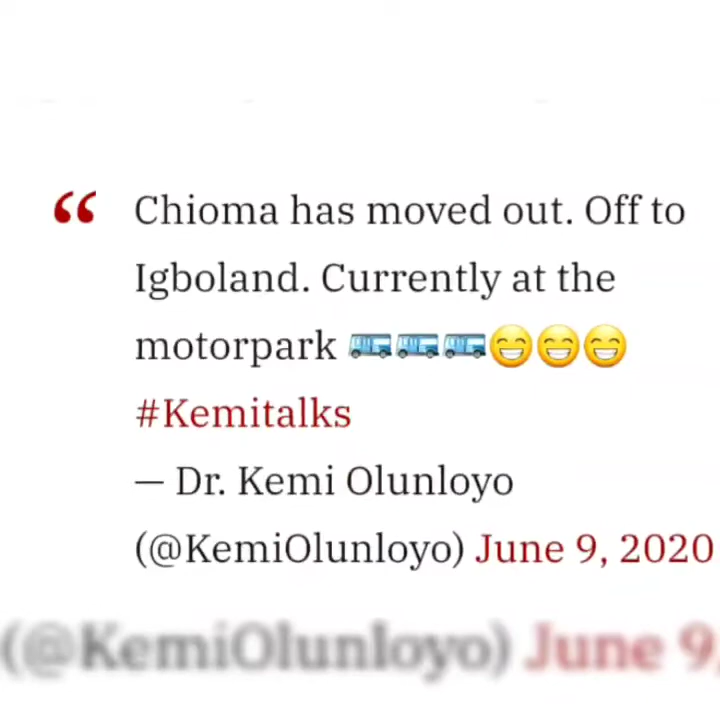 “ Chioma has moved out. Off to
Igboland. Currently at the
motorpark 🚌🚌🚌😁😁😁
#Kemitalks
— Dr. Kemi Olunloyo
(@KemiOlunloyo) June 9, 2020
(@KemiOlunloyo) June 9,